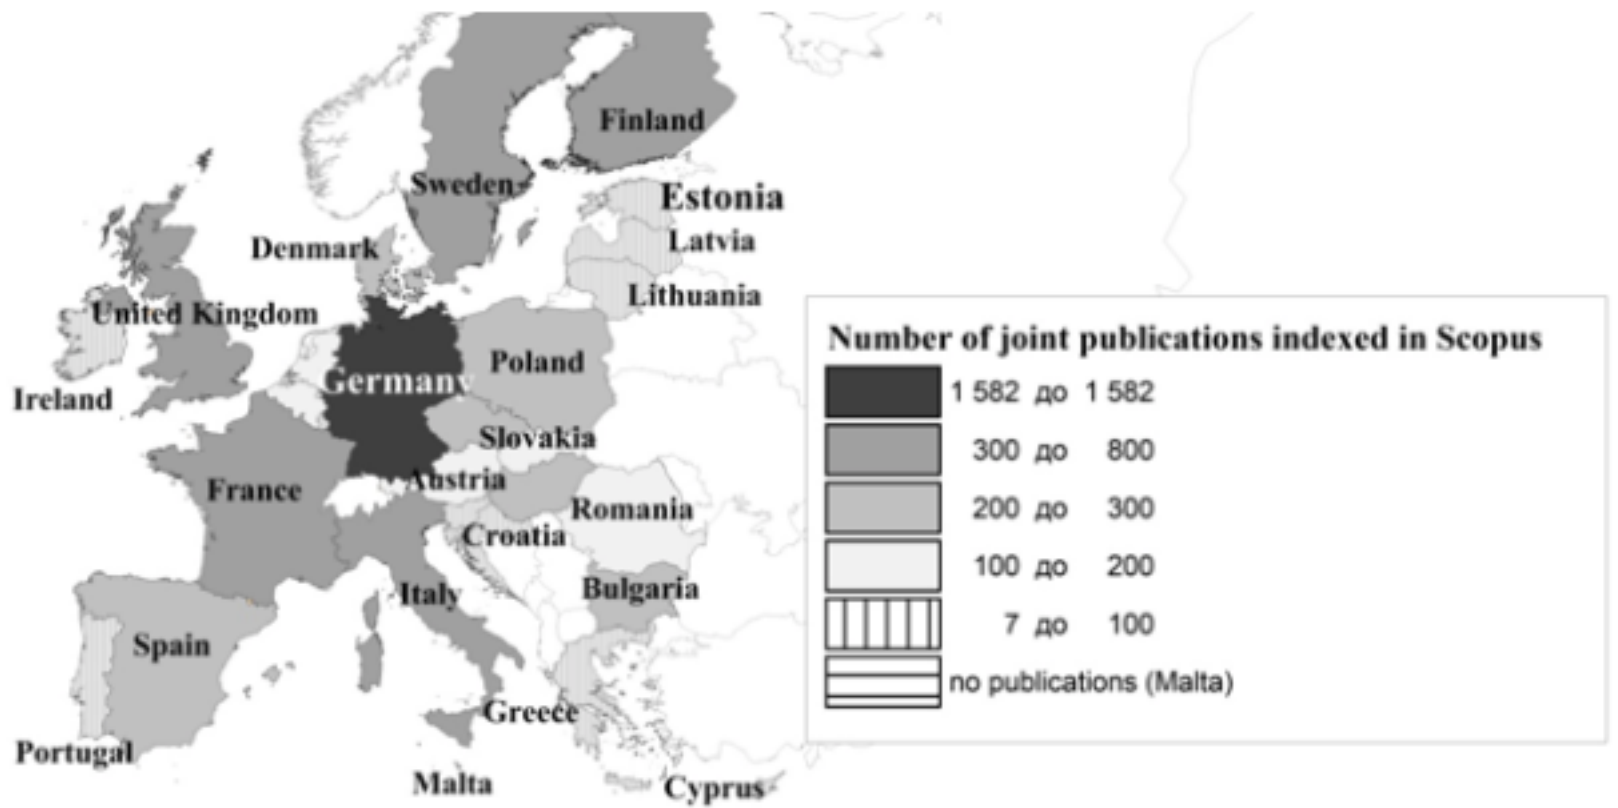 Finland
Sweden
Estonia
Denmark
Latvia
Lithuania
United Kingdom
Poland
Germany
Ireland
Slovakia
Austria
France
Romania
Croatia
Bulgaria
Italy
Spain
Greece
Portugal
Malta
Cyprus
Number of joint publications indexed in Scopus
1 582 до 1 582
300 до 800
200 до 300
100 до 200
7 до 100
no publications (Malta)